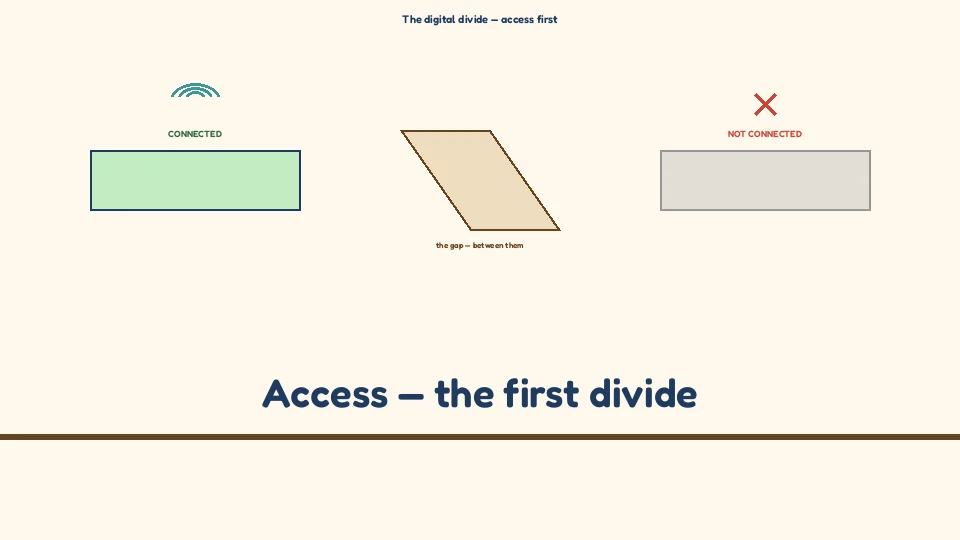 The digital divide — access first
CONNECTED
NOT CONNECTED
the gap — between them
Access — the first divide